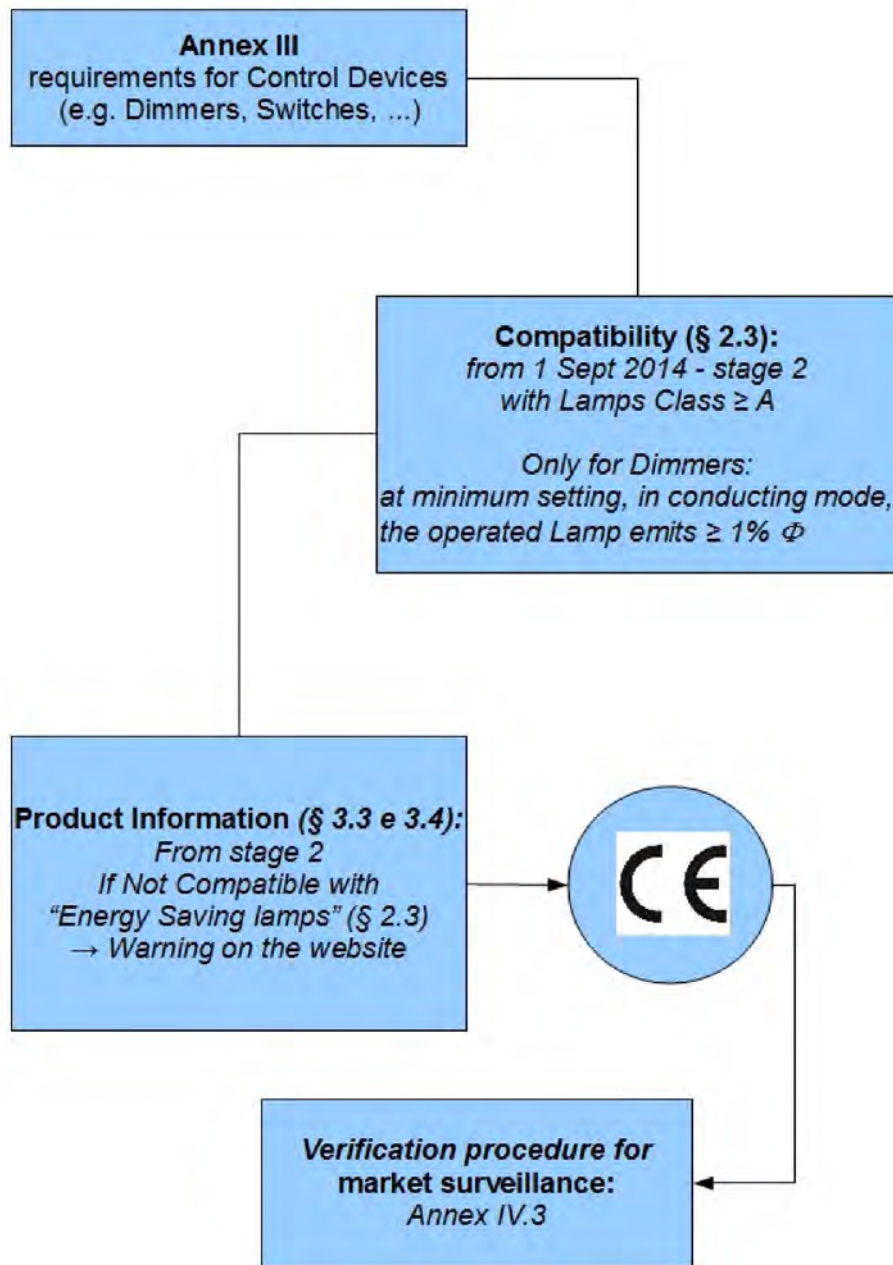 Annex III
requirements for Control Devices
(e.g. Dimmers, Switches, ...)
Compatibility (§ 2.3):
from 1 Sept 2014 - stage 2
with Lamps Class ≥ A
Only for Dimmers:
at minimum setting, in conducting mode,
the operated Lamp emits ≥ 1% Φ
Product Information (§ 3.3 e 3.4):
From stage 2
If Not Compatible with
“Energy Saving lamps” (§ 2.3)
→ Warning on the website
CE
Verification procedure for
market surveillance:
Annex IV.3